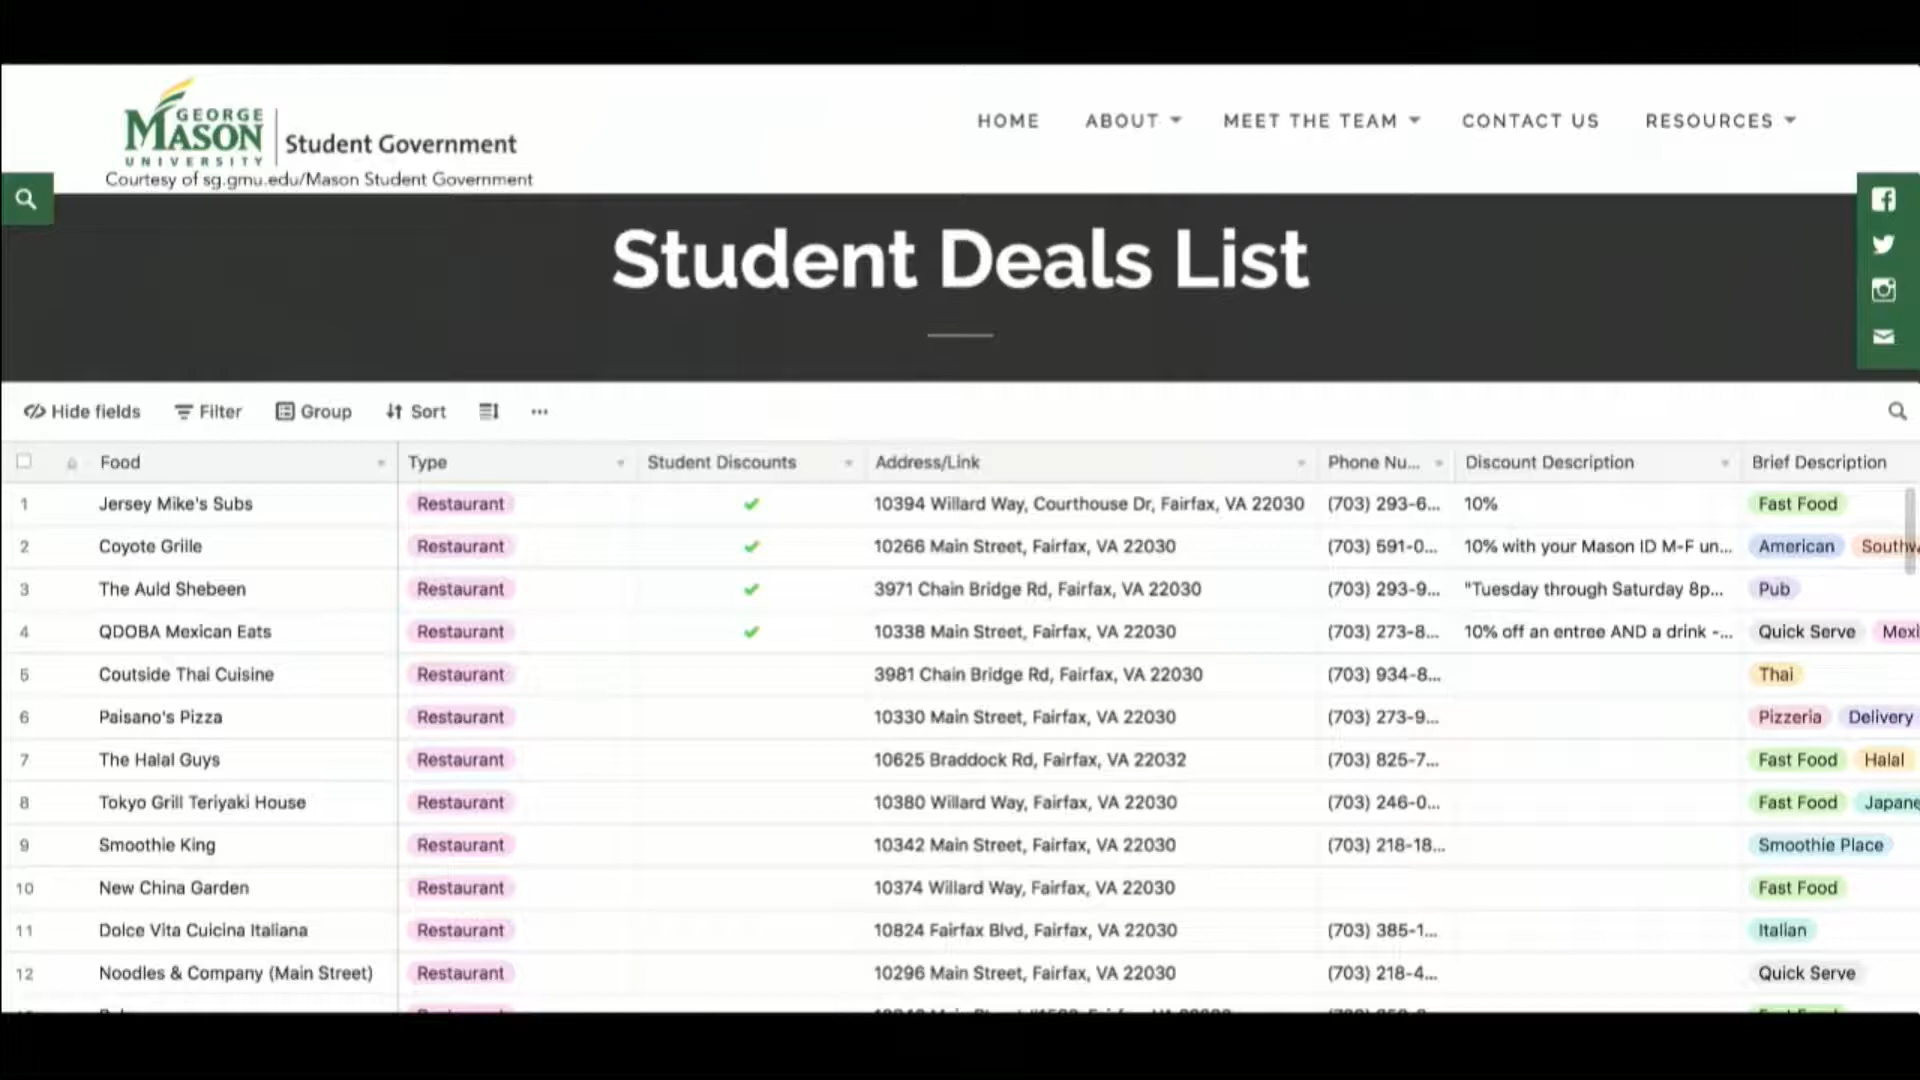 GEORGE
MASON
UNIVERSITY
Student Government
Courtesy of sg.gmu.edu/Mason Student Government
HOME ABOUT MEET THE TEAM CONTACT US RESOURCES
Student Deals List
Hide fields Filter Group Sort ...
Food Type Student Discounts Address/Link Phone Nu... Discount Description Brief Description
1 Jersey Mike's Subs Restaurant 10394 Willard Way, Courthouse Dr, Fairfax, VA 22030 (703) 293-6... 10% Fast Food
2 Coyote Grille Restaurant 10266 Main Street, Fairfax, VA 22030 (703) 591-0... 10% with your Mason ID M-F un... American Southw
3 The Auld Shebeen Restaurant 3971 Chain Bridge Rd, Fairfax, VA 22030 (703) 293-9... "Tuesday through Saturday 8p... Pub
4 QDOBA Mexican Eats Restaurant 10338 Main Street, Fairfax, VA 22030 (703) 273-8... 10% off an entree AND a drink -... Quick Serve Mexi
5 Coutside Thai Cuisine Restaurant 3981 Chain Bridge Rd, Fairfax, VA 22030 (703) 934-8... Thai
6 Paisano's Pizza Restaurant 10330 Main Street, Fairfax, VA 22030 (703) 273-9... Pizzeria Delivery
7 The Halal Guys Restaurant 10625 Braddock Rd, Fairfax, VA 22032 (703) 825-7... Fast Food Halal
8 Tokyo Grill Teriyaki House Restaurant 10380 Willard Way, Fairfax, VA 22030 (703) 246-0... Fast Food Japane
9 Smoothie King Restaurant 10342 Main Street, Fairfax, VA 22030 (703) 218-18... Smoothie Place
10 New China Garden Restaurant 10374 Willard Way, Fairfax, VA 22030 Fast Food
11 Dolce Vita Cuicina Italiana Restaurant 10824 Fairfax Blvd, Fairfax, VA 22030 (703) 385-1... Italian
12 Noodles & Company (Main Street) Restaurant 10296 Main Street, Fairfax, VA 22030 (703) 218-4... Quick Serve